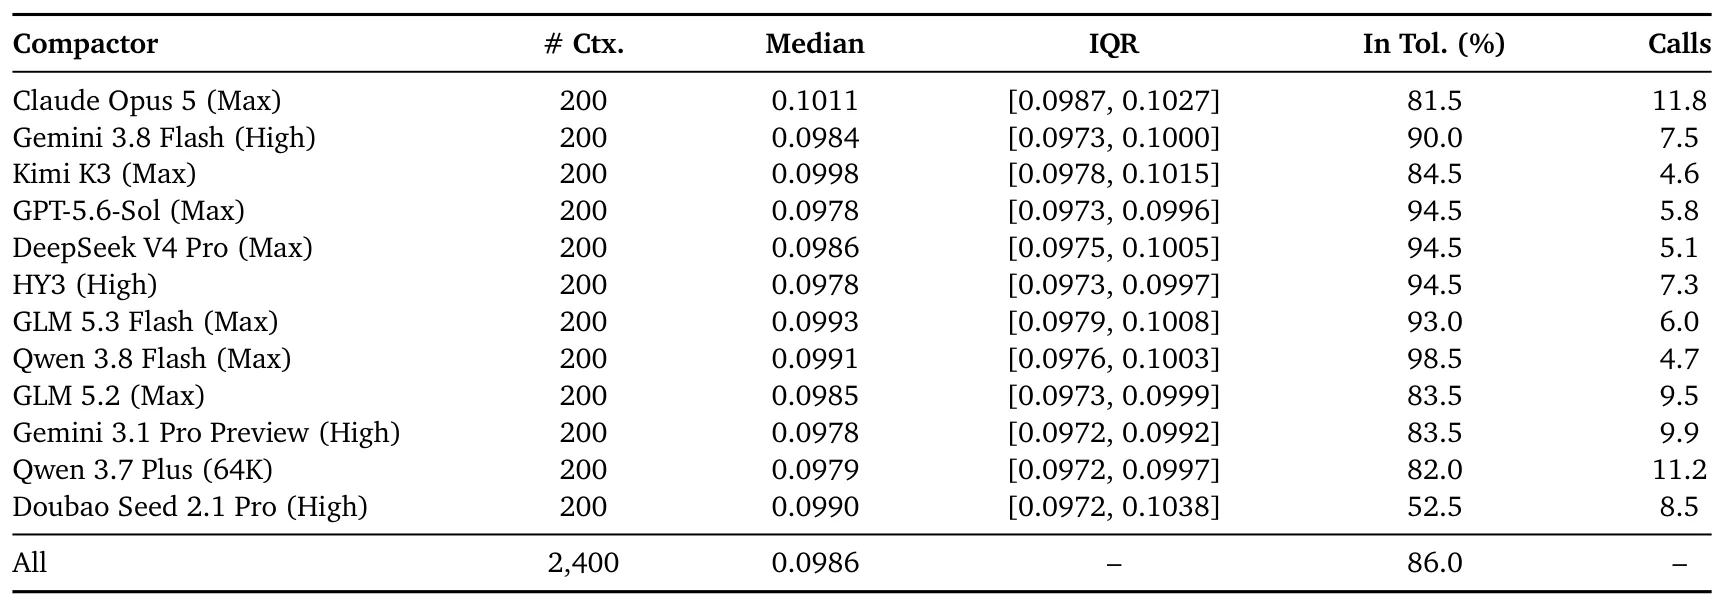 Compactor # Ctx. Median IQR In Tol. (%) Calls
Claude Opus 5 (Max) 200 0.1011 [0.0987, 0.1027] 81.5 11.8
Gemini 3.8 Flash (High) 200 0.0984 [0.0973, 0.1000] 90.0 7.5
Kimi K3 (Max) 200 0.0998 [0.0978, 0.1015] 84.5 4.6
GPT-5.6-Sol (Max) 200 0.0978 [0.0973, 0.0996] 94.5 5.8
DeepSeek V4 Pro (Max) 200 0.0986 [0.0975, 0.1005] 94.5 5.1
HY3 (High) 200 0.0978 [0.0973, 0.0997] 94.5 7.3
GLM 5.3 Flash (Max) 200 0.0993 [0.0979, 0.1008] 93.0 6.0
Qwen 3.8 Flash (Max) 200 0.0991 [0.0976, 0.1003] 98.5 4.7
GLM 5.2 (Max) 200 0.0985 [0.0973, 0.0999] 83.5 9.5
Gemini 3.1 Pro Preview (High) 200 0.0978 [0.0972, 0.0992] 83.5 9.9
Qwen 3.7 Plus (64K) 200 0.0979 [0.0972, 0.0997] 82.0 11.2
Doubao Seed 2.1 Pro (High) 200 0.0990 [0.0972, 0.1038] 52.5 8.5
All 2,400 0.0986 – 86.0 –